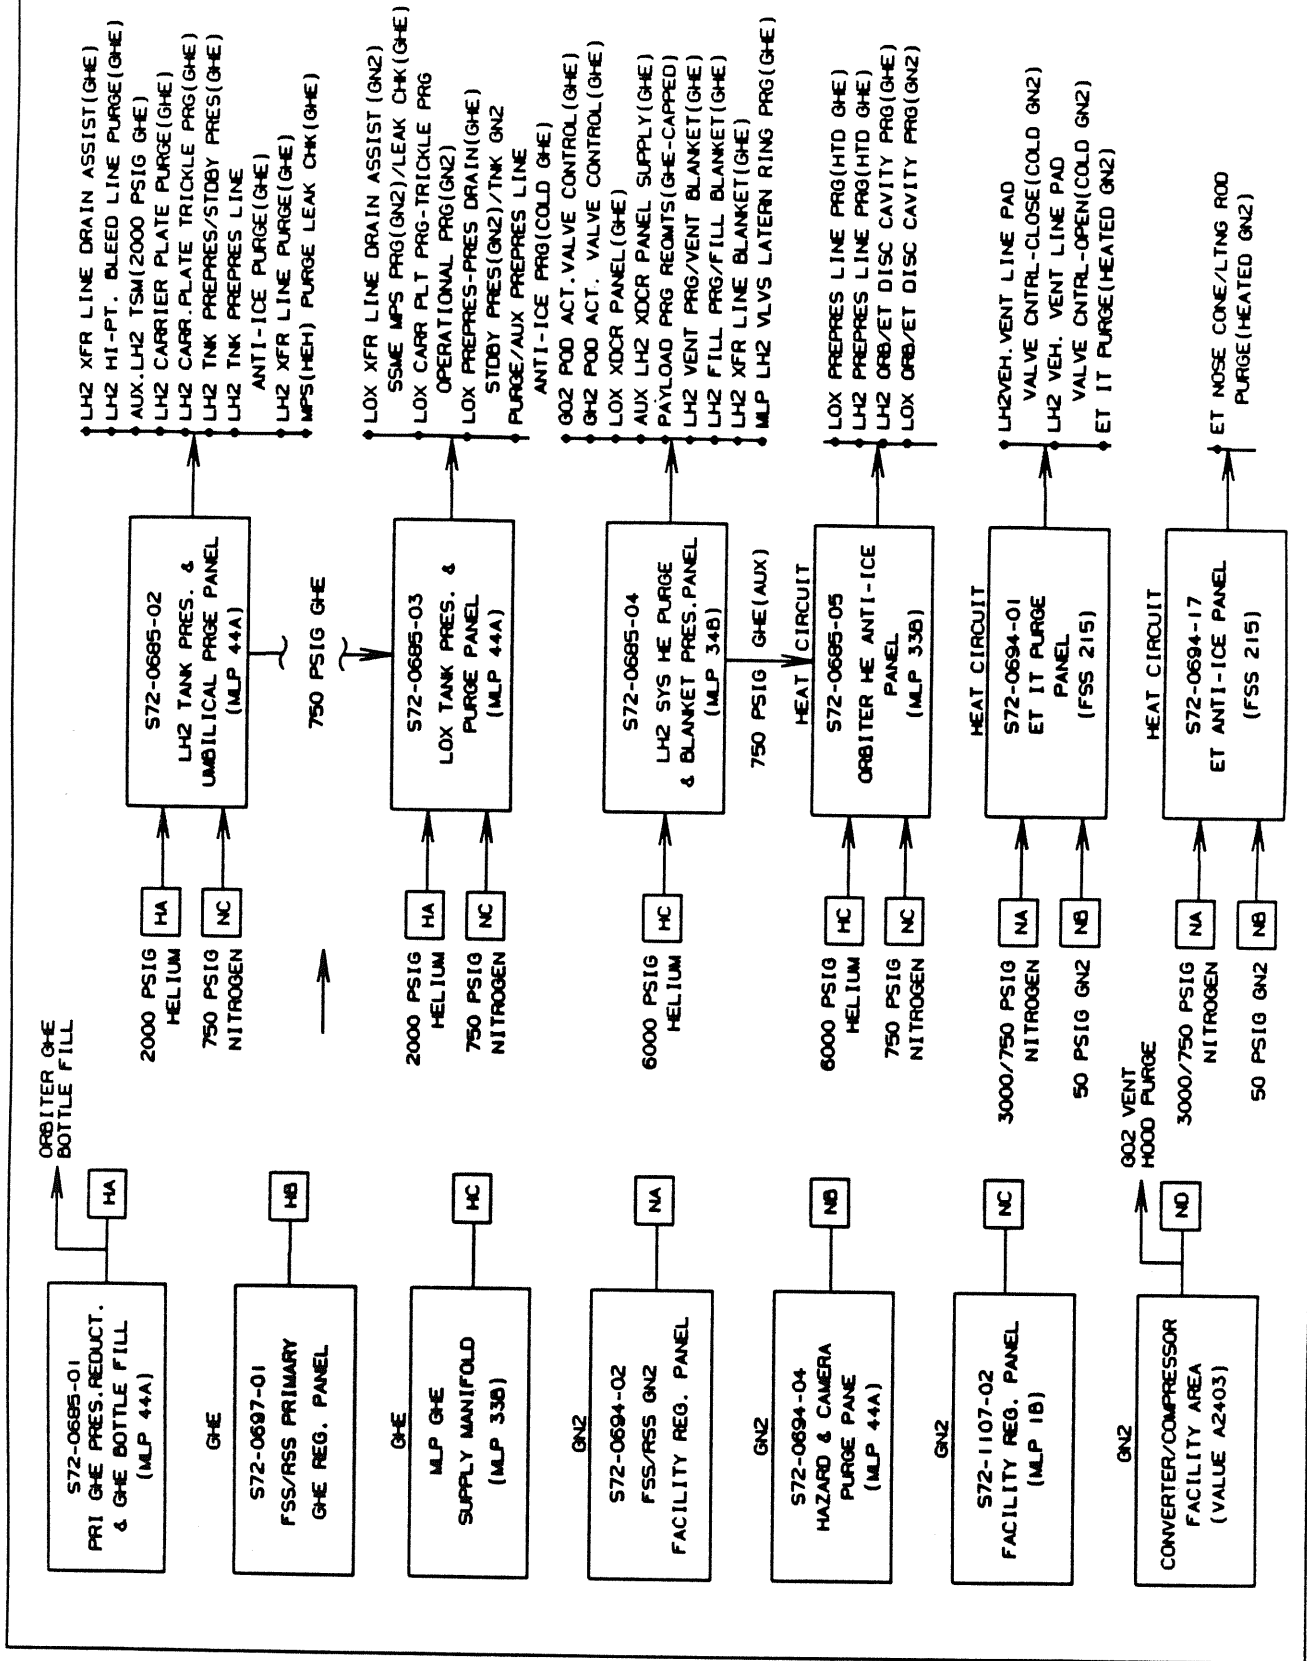 S72-0685-01
PRI GHE PRES.REDUCT.
& GHE BOTTLE FILL
(MLP 44A)
HA
ORBITER GHE
BOTTLE FILL
GHE
S72-0697-01
FSS/RSS PRIMARY
GHE REG. PANEL
HB
GHE
MLP GHE
SUPPLY MANIFOLD
(MLP 33B)
HC
GN2
S72-0694-02
FSS/RSS GN2
FACILITY REG. PANEL
NA
GN2
S72-0694-04
HAZARD & CAMERA
PURGE PANE
(MLP 44A)
NB
GN2
S72-1107-02
FACILITY REG. PANEL
(MLP 1B)
NC
GN2
CONVERTER/COMPRESSOR
FACILITY AREA
(VALUE A2403)
ND
GO2 VENT
HOOD PURGE
2000 PSIG
HELIUM
HA
750 PSIG
NITROGEN
NC
S72-0685-02
LH2 TANK PRES. &
UMBILICAL PRGE PANEL
(MLP 44A)
LH2 XFR LINE DRAIN ASSIST(GHE)
LH2 HI-PT. BLEED LINE PURGE(GHE)
AUX.LH2 TSM(2000 PSIG GHE)
LH2 CARRIER PLATE PURGE(GHE)
LH2 CARR.PLATE TRICKLE PRG(GHE)
LH2 TNK PREPRES/STDBY PRES(GHE)
LH2 TNK PREPRES LINE
ANTI-ICE PURGE(GHE)
LH2 XFR LINE PURGE(GHE)
MPS(HEH) PURGE LEAK CHK(GHE)
750 PSIG GHE
2000 PSIG
HELIUM
HA
750 PSIG
NITROGEN
NC
S72-0685-03
LOX TANK PRES. &
PURGE PANEL
(MLP 44A)
LOX XFR LINE DRAIN ASSIST(GN2)
SSME MPS PRG(GN2)/LEAK CHK(GHE)
LOX CARR PLT PRG-TRICKLE PRG
OPERATIONAL PRG(GN2)
LOX PREPRES-PRES DRAIN(GHE)
STDBY PRES(GN2)/TNK GN2
PURGE/AUX PREPRES LINE
ANTI-ICE PRG(COLD GHE)
6000 PSIG
HELIUM
HC
S72-0685-04
LH2 SYS HE PURGE
& BLANKET PRES.PANEL
(MLP 34B)
GO2 POD ACT.VALVE CONTROL(GHE)
GH2 POD ACT. VALVE CONTROL(GHE)
LOX XDCR PANEL(GHE)
AUX LH2 XDCR PANEL SUPPLY(GHE)
PAYLOAD PRG REQMTS(GHE-CAPPED)
LH2 VENT PRG/VENT BLANKET(GHE)
LH2 FILL PRG/FILL BLANKET(GHE)
LH2 XFR LINE BLANKET(GHE)
MLP LH2 VLVS LATERN RING PRG(GHE)
750 PSIG GHE(AUX)
HEAT CIRCUIT
6000 PSIG
HELIUM
HC
750 PSIG
NITROGEN
NC
S72-0685-05
ORBITER HE ANTI-ICE
PANEL
(MLP 33B)
LOX PREPRES LINE PRG(HTD GHE)
LH2 PREPRES LINE PRG(HTD GHE)
LH2 ORB/ET DISC CAVITY PRG(GHE)
LOX ORB/ET DISC CAVITY PRG(GN2)
HEAT CIRCUIT
3000/750 PSIG
NITROGEN
NA
50 PSIG GN2
NB
S72-0694-01
ET IT PURGE
PANEL
(FSS 215)
LH2VEH.VENT LINE PAD
VALVE CNTRL-CLOSE(COLD GN2)
LH2 VEH. VENT LINE PAD
VALVE CNTRL-OPEN(COLD GN2)
ET IT PURGE(HEATED GN2)
HEAT CIRCUIT
3000/750 PSIG
NITROGEN
NA
50 PSIG GN2
NB
S72-0694-17
ET ANTI-ICE PANEL
(FSS 215)
ET NOSE CONE/LTNG ROD
PURGE(HEATED GN2)